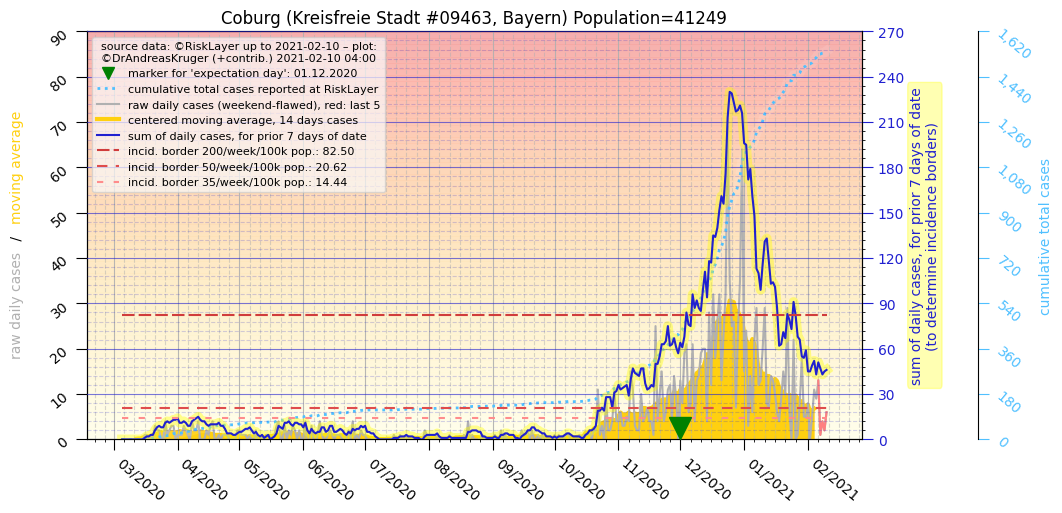 Coburg (Kreisfreie Stadt #09463, Bayern) Population=41249
source data: ©RiskLayer up to 2021-02-10 – plot:
©DrAndreasKruger (+contrib.) 2021-02-10 04:00
marker for 'expectation day': 01.12.2020
cumulative total cases reported at RiskLayer
raw daily cases (weekend-flawed), red: last 5
centered moving average, 14 days cases
sum of daily cases, for prior 7 days of date
incid. border 200/week/100k pop.: 82.50
incid. border 50/week/100k pop.: 20.62
incid. border 35/week/100k pop.: 14.44
raw daily cases / moving average
90
80
70
60
50
40
30
20
10
0
03/2020
04/2020
05/2020
06/2020
07/2020
08/2020
09/2020
10/2020
11/2020
12/2020
01/2021
02/2021
270
240
210
180
150
120
90
60
30
0
sum of daily cases, for prior 7 days of date
(to determine incidence borders)
1,620
1,440
1,260
1,080
900
720
540
360
180
0
cumulative total cases